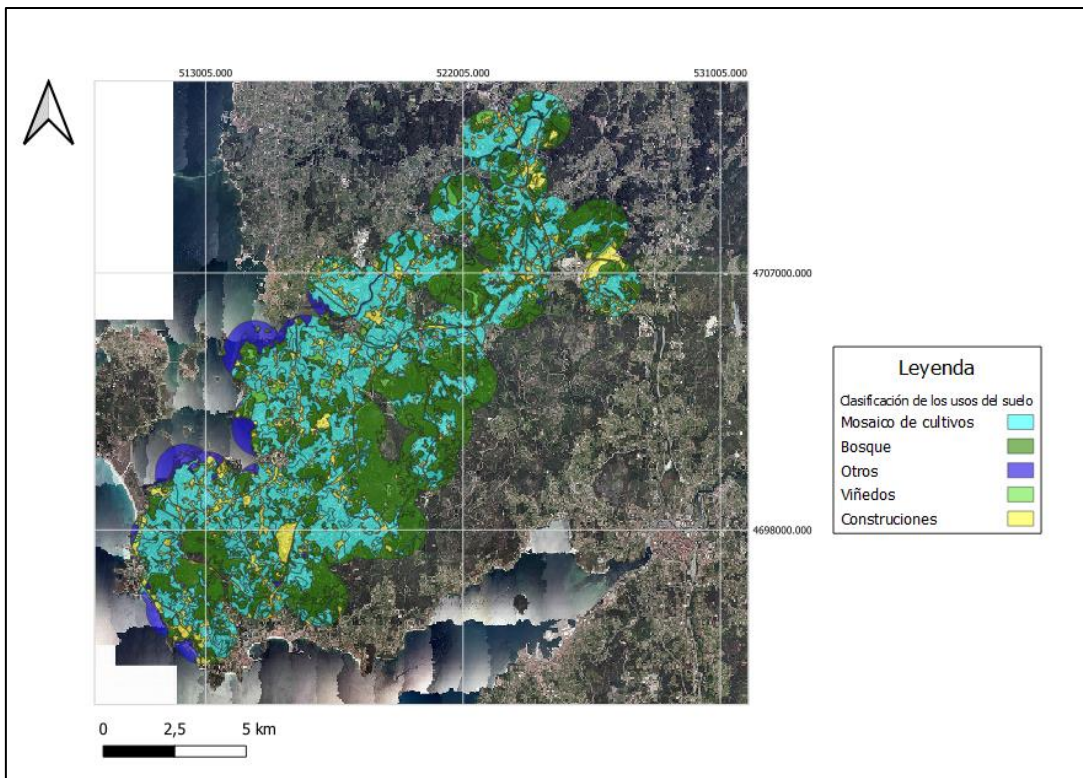 513005.000 522005.000 531005.000
4707000.000
Leyenda
Clasificación de los usos del suelo
Mosaico de cultivos
Bosque
Otros
Viñedos
Construciones
4698000.000
0 2,5 5 km